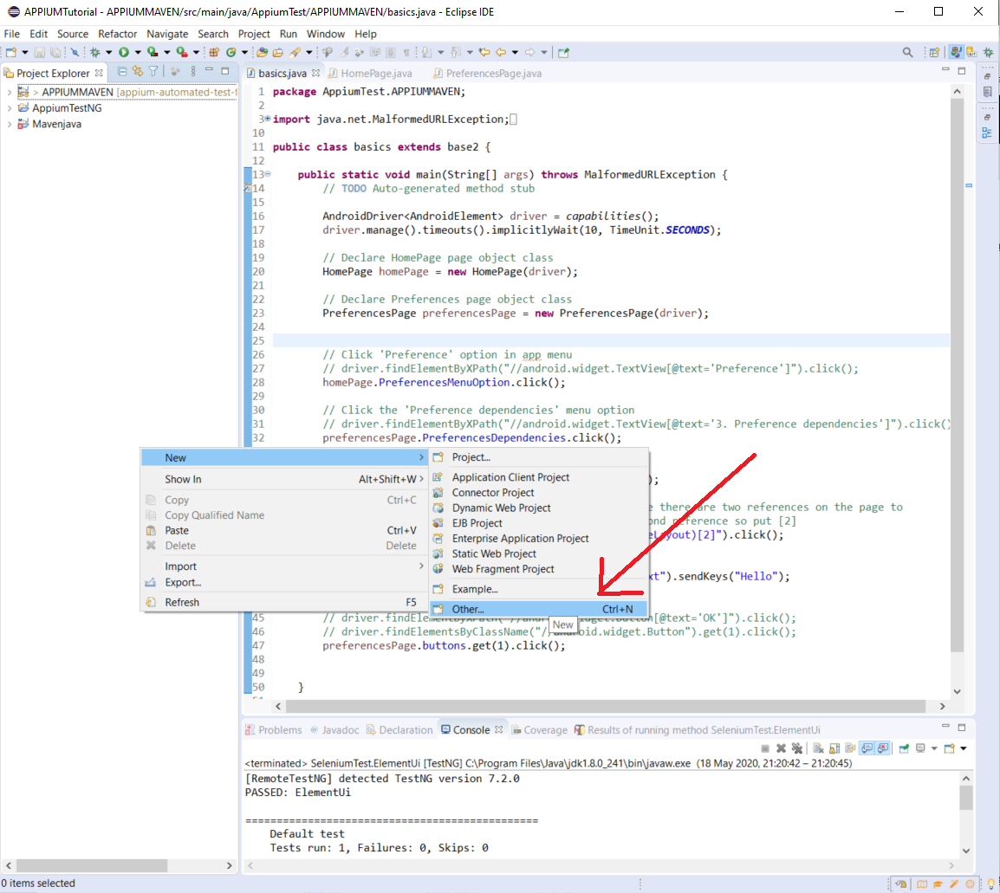 APPIUMTutorial - APPIUMMAVEN/src/main/java/AppiumTest/APPIUMMAVEN/basics.java - Eclipse IDE
File Edit Source Refactor Navigate Search Project Run Window Help
Project Explorer
> APPIUMMAVEN [appium-automated-test-f
AppiumTestNG
Mavenjava
basics.java HomePage.java PreferencesPage.java
1 package AppiumTest.APPIUMMAVEN;
2
3 import java.net.MalformedURLException;
10
11 public class basics extends base2 {
12
13 public static void main(String[] args) throws MalformedURLException {
14 // TODO Auto-generated method stub
15
16 AndroidDriver<AndroidElement> driver = capabilities();
17 driver.manage().timeouts().implicitlyWait(10, TimeUnit.SECONDS);
18
19 // Declare HomePage page object class
20 HomePage homePage = new HomePage(driver);
21
22 // Declare Preferences page object class
23 PreferencesPage preferencesPage = new PreferencesPage(driver);
24
25
26 // Click 'Preference' option in app menu
27 // driver.findElementByXPath("//android.widget.TextView[@text='Preference']").click();
28 homePage.PreferencesMenuOption.click();
29
30 // Click the 'Preference dependencies' menu option
31 // driver.findElementByXPath("//android.widget.TextView[@text='3. Preference dependencies']").click()
32 preferencesPage.PreferencesDependencies.click();
New
Show In Alt+Shift+W
Copy Ctrl+C
Copy Qualified Name
Paste Ctrl+V
Delete Delete
Import
Export...
Refresh F5
Project...
Application Client Project
Connector Project
Dynamic Web Project
EJB Project
Enterprise Application Project
Static Web Project
Web Fragment Project
Example...
Other... Ctrl+N
New
);
e there are two references on the page to
ond reference so put [2]
)[2]").click();
xt").sendKeys("Hello");
45 // driver.findElementByXPath("//andr idget.Button[@text='OK']").click();
46 // driver.findElementsByClassName("//android.widget.Button").get(1).click();
47 preferencesPage.buttons.get(1).click();
48
49
50 }
Problems Javadoc Declaration Console Coverage Results of running method SeleniumTest.ElementUi
<terminated> SeleniumTest.ElementUi [TestNG] C:\Program Files\Java\jdk1.8.0_241\bin\javaw.exe (18 May 2020, 21:20:42 – 21:20:45)
[RemoteTestNG] detected TestNG version 7.2.0
PASSED: ElementUi
===============================================
Default test
Tests run: 1, Failures: 0, Skips: 0
0 items selected